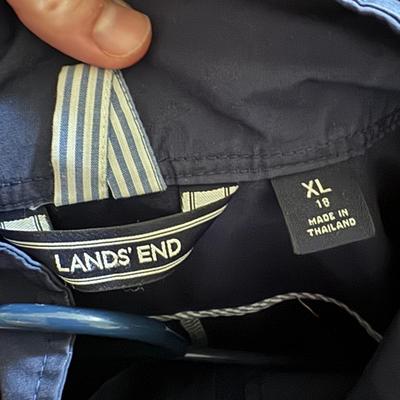 LANDS' END
XL
18
MADE IN
THAILAND